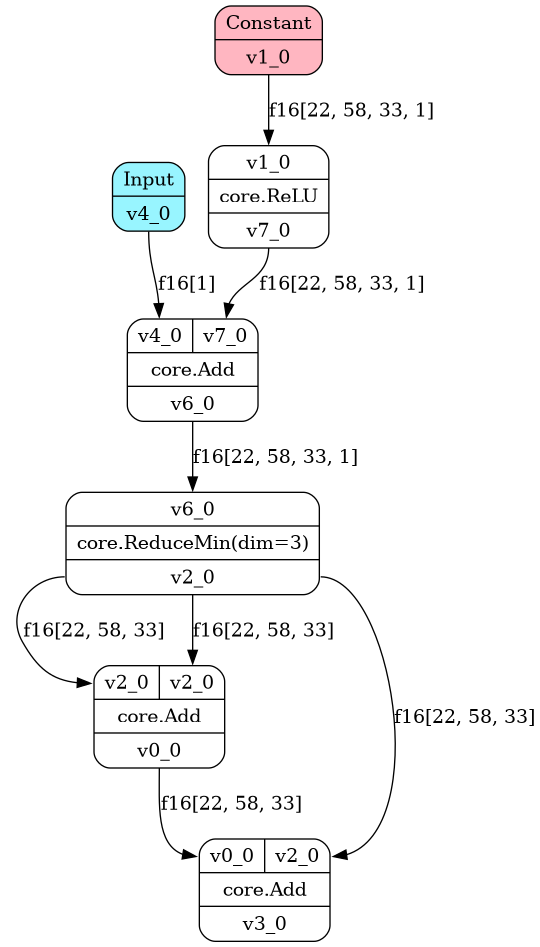 Constant
v1_0
f16[22, 58, 33, 1]
Input
v4_0
v1_0
core.ReLU
v7_0
f16[1]
f16[22, 58, 33, 1]
v4_0 v7_0
core.Add
v6_0
f16[22, 58, 33, 1]
v6_0
core.ReduceMin(dim=3)
v2_0
f16[22, 58, 33]
f16[22, 58, 33]
f16[22, 58, 33]
v2_0 v2_0
core.Add
v0_0
f16[22, 58, 33]
v0_0 v2_0
core.Add
v3_0